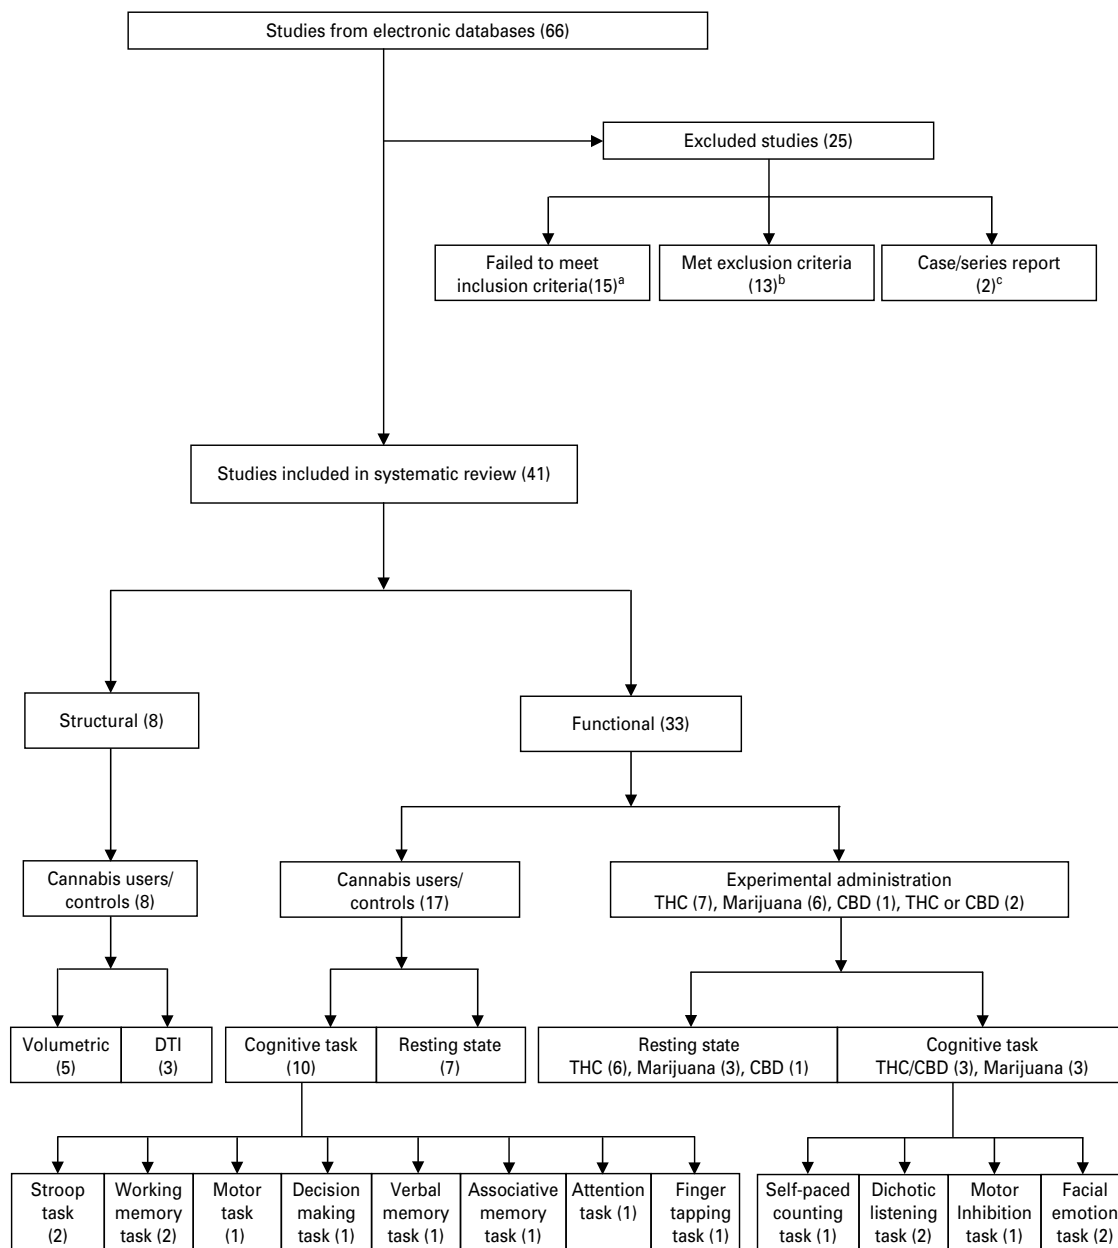 Studies from electronic databases (66)
Excluded studies (25)
Failed to meet
inclusion criteria(15)a
Met exclusion criteria
(13)b
Case/series report
(2)c
Studies included in systematic review (41)
Structural (8)
Functional (33)
Cannabis users/
controls (8)
Cannabis users/
controls (17)
Experimental administration
THC (7), Marijuana (6), CBD (1), THC or CBD (2)
Volumetric
(5)
DTI
(3)
Cognitive task
(10)
Resting state
(7)
Resting state
THC (6), Marijuana (3), CBD (1)
Cognitive task
THC/CBD (3), Marijuana (3)
Stroop
task
(2)
Working
memory
task (2)
Motor
task
(1)
Decision
making
task (1)
Verbal
memory
task (1)
Associative
memory
task (1)
Attention
task (1)
Finger
tapping
task (1)
Self-paced
counting
task (1)
Dichotic
listening
task (2)
Motor
Inhibition
task (1)
Facial
emotion
task (2)